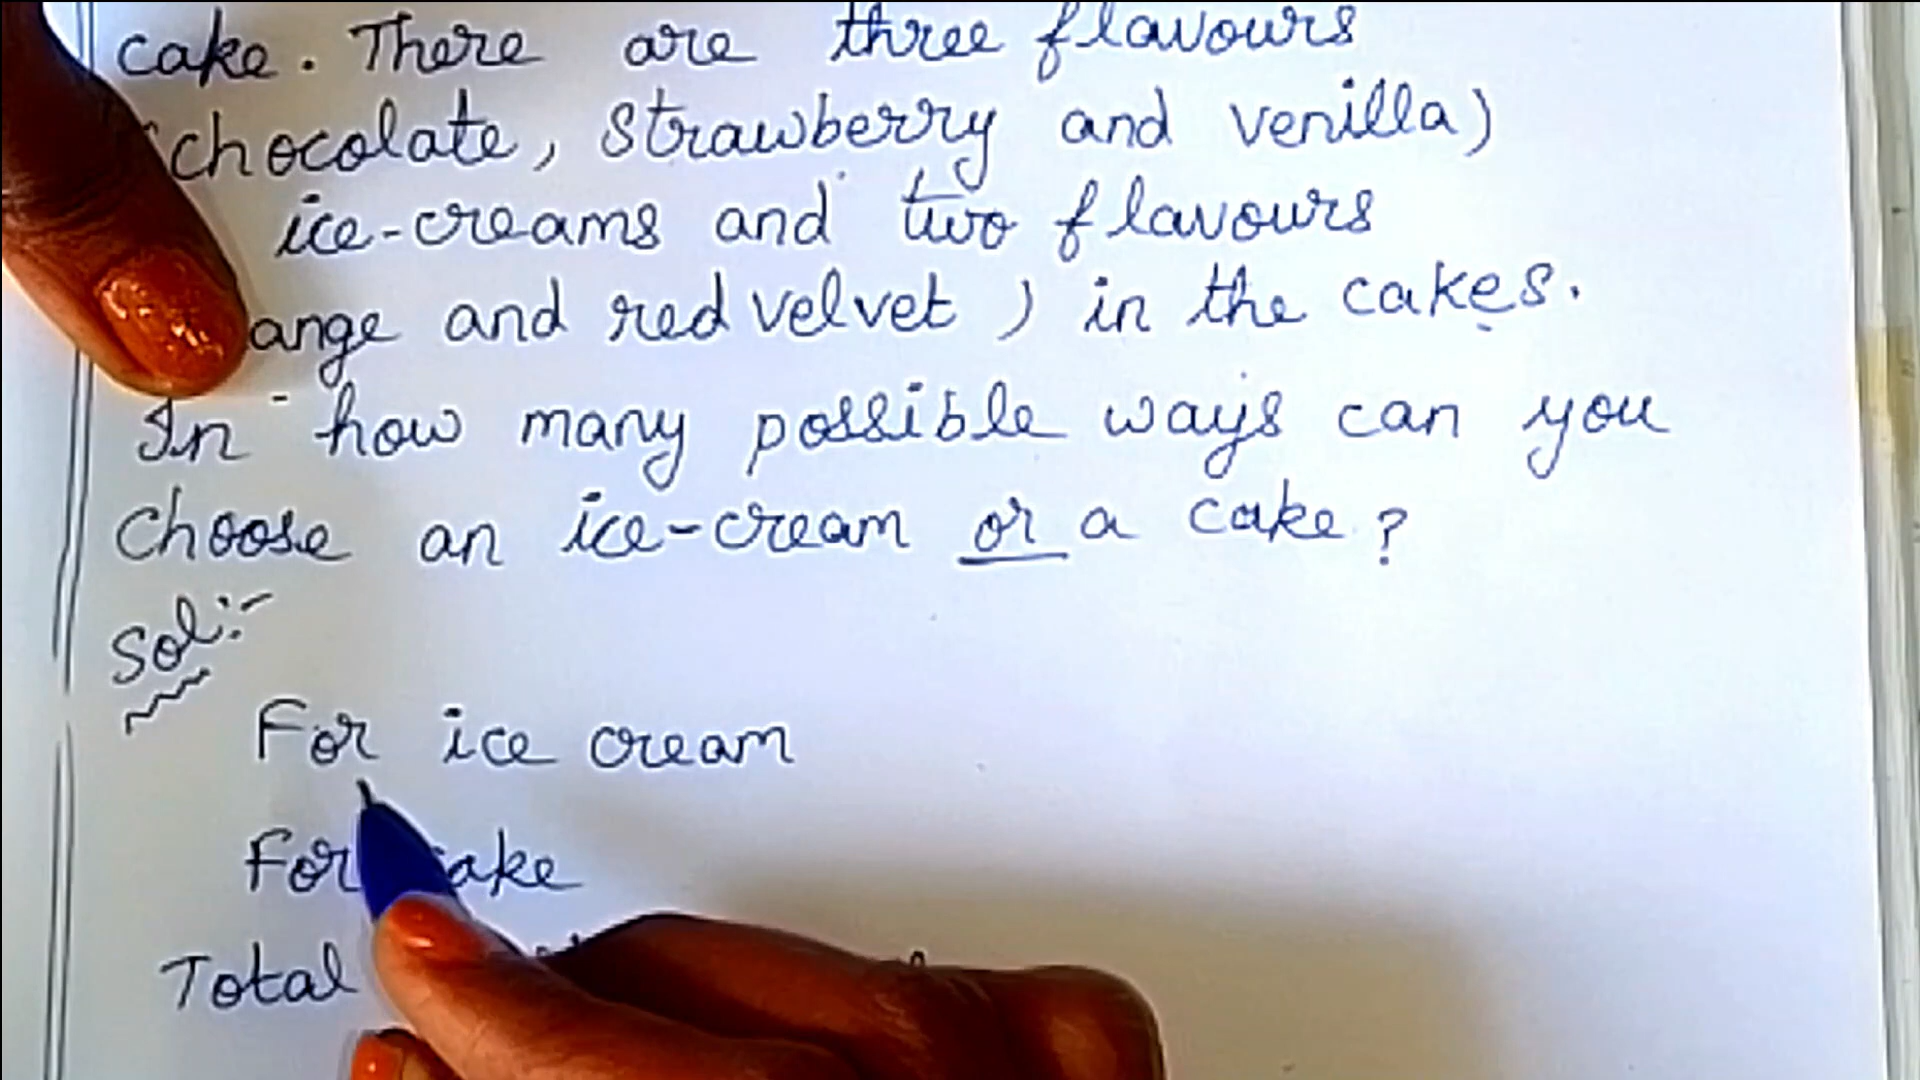 cake. There are three flavours
(chocolate, strawberry and venilla)
ice-creams and two flavours
ange and red velvet) in the cakes.
In how many possible ways can you
choose an ice-cream or a cake?
Sol:-
For ice cream
For cake
Total